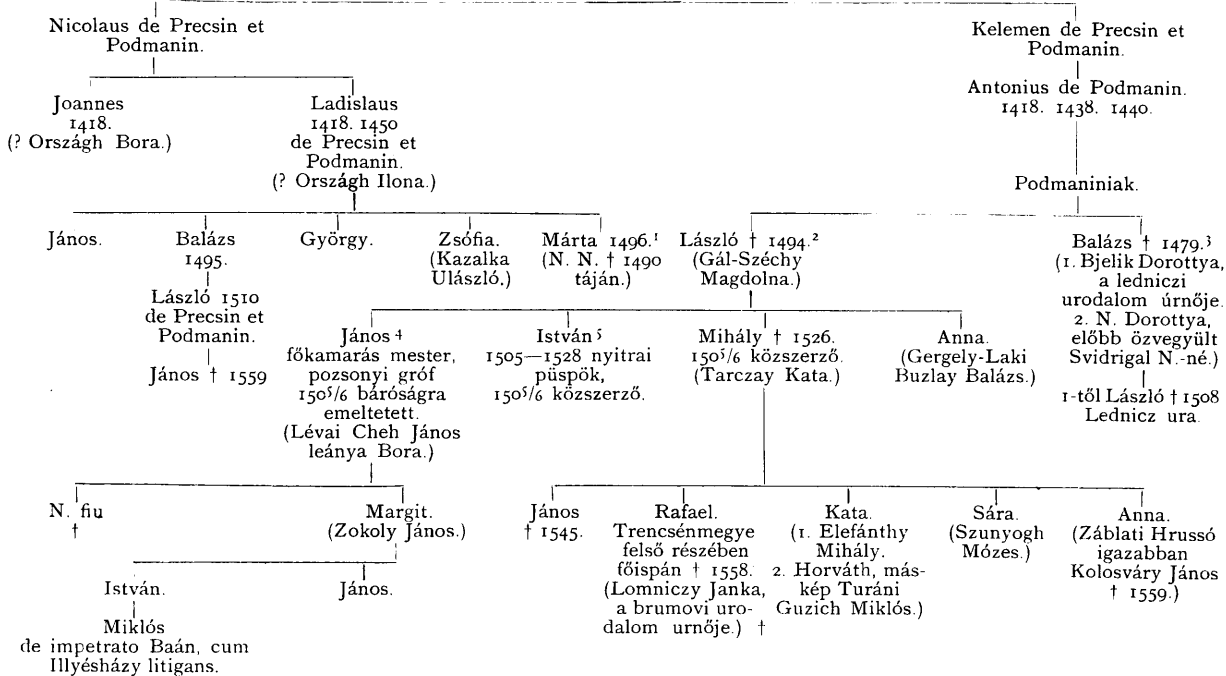 Nicolaus de Precsin et
Podmanin.
Kelemen de Precsin et
Podmanin.
Joannes
1418.
(? Országh Bora.)
Ladislaus
1418. 1450
de Precsin et
Podmanin.
(? Országh Ilona.)
Antonius de Podmanin.
1418. 1438. 1440.
Podmaniniak.
János.
Balázs
1495.
György.
Zsófia.
(Kazalka
Ulászló.)
Márta 1496.¹
(N. N. † 1490
táján.)
László † 1494.²
(Gál-Széchy
Magdolna.)
Balázs † 1479.³
(1. Bjelik Dorottya,
a ledniczi
urodalom úrnője.
2. N. Dorottya,
előbb özvegyült
Svidrigal N.-né.)
László 1510
de Precsin et
Podmanin.
János † 1559
János⁴
főkamarás mester,
pozsonyi gróf
150⁵/6 báróságra
emeltetett.
(Lévai Cheh János
leánya Bora.)
István⁵
1505—1528 nyitrai
püspök,
150⁵/6 közszerző.
Mihály † 1526.
150⁵/6 közszerző.
(Tarczay Kata.)
Anna.
(Gergely-Laki
Buzlay Balázs.)
1-től László † 1508
Lednicz ura.
N. fiu
†
Margit.
(Zokoly János.)
János
† 1545.
Rafael.
Trencsénmegye
felső részében
főispán † 1558.
(Lomniczy Janka,
a brumovi uro-
dalom urnője.) †
Kata.
(1. Elefánthy
Mihály.
2. Horváth, más-
kép Turáni
Guzich Miklós.)
Sára.
(Szunyogh
Mózes.)
Anna.
(Záblati Hrussó
igazabban
Kolosváry János
† 1559.)
István.
János.
Miklós
de impetrato Baán, cum
Illyésházy litigans.